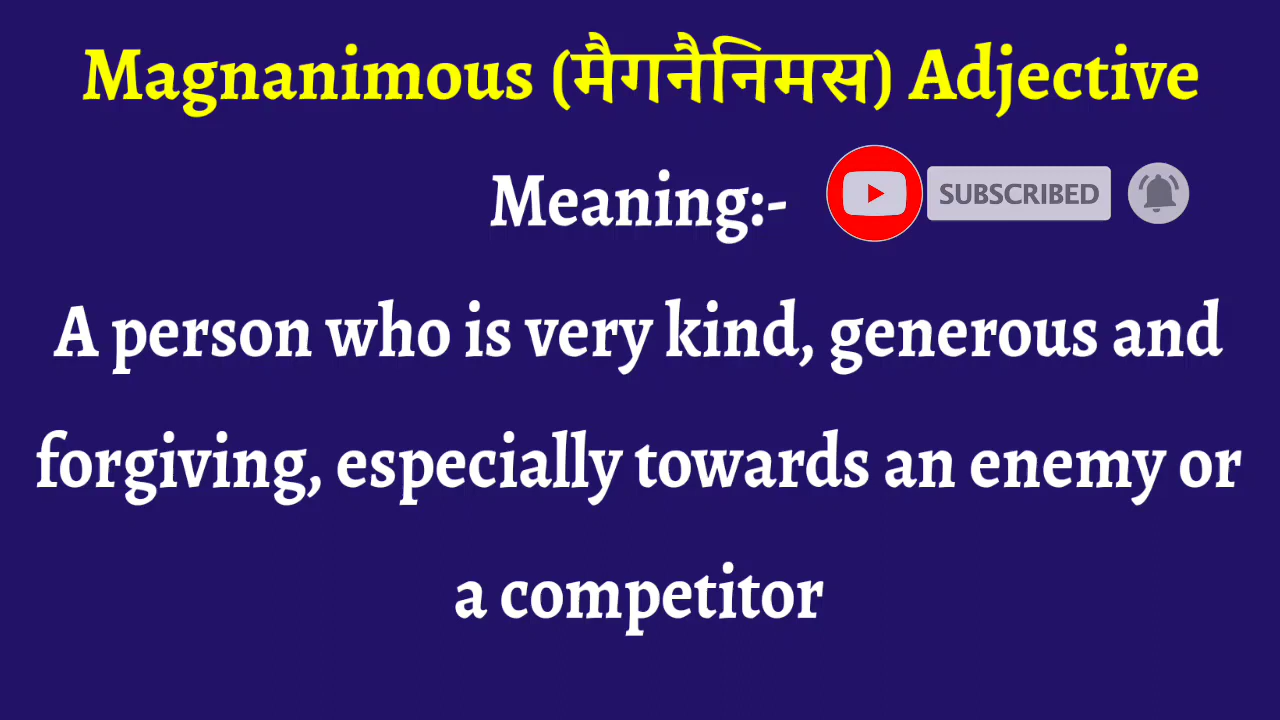 Magnanimous (मैगनैनिमस) Adjective
Meaning:-
SUBSCRIBED
A person who is very kind, generous and
forgiving, especially towards an enemy or
a competitor